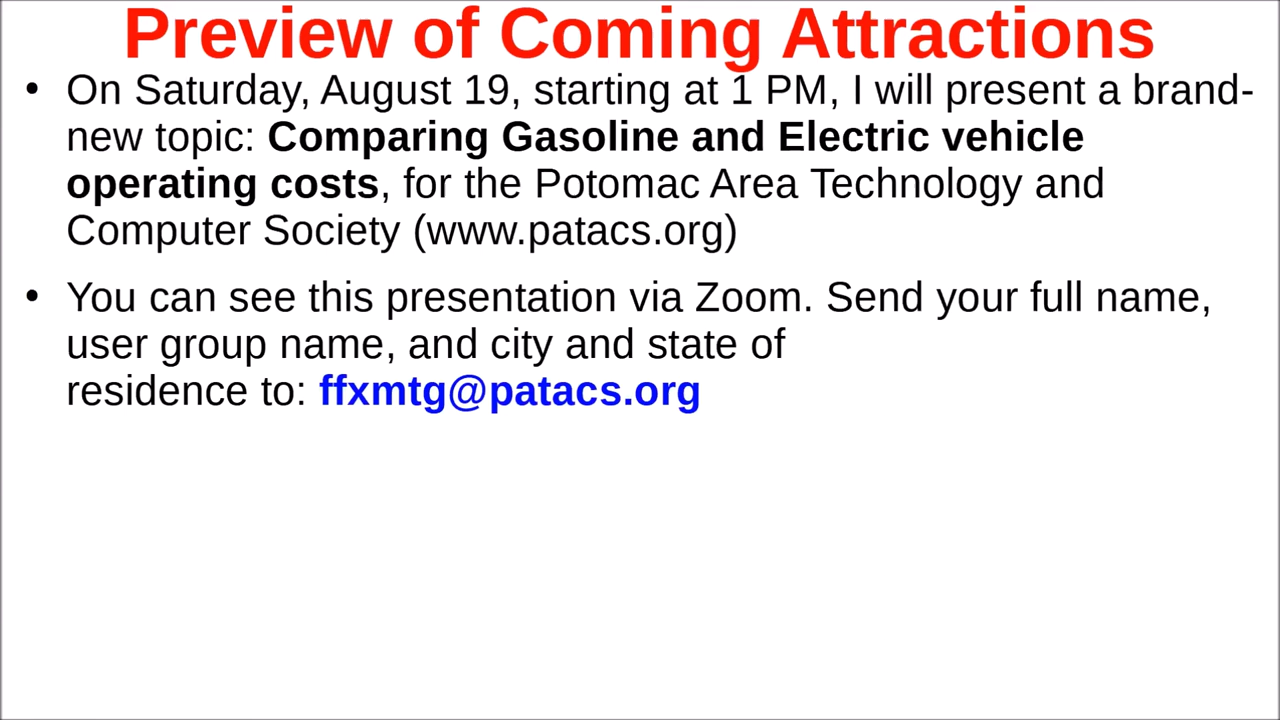 Preview of Coming Attractions
• On Saturday, August 19, starting at 1 PM, I will present a brand-
new topic: Comparing Gasoline and Electric vehicle
operating costs, for the Potomac Area Technology and
Computer Society (www.patacs.org)
• You can see this presentation via Zoom. Send your full name,
user group name, and city and state of
residence to: ffxmtg@patacs.org